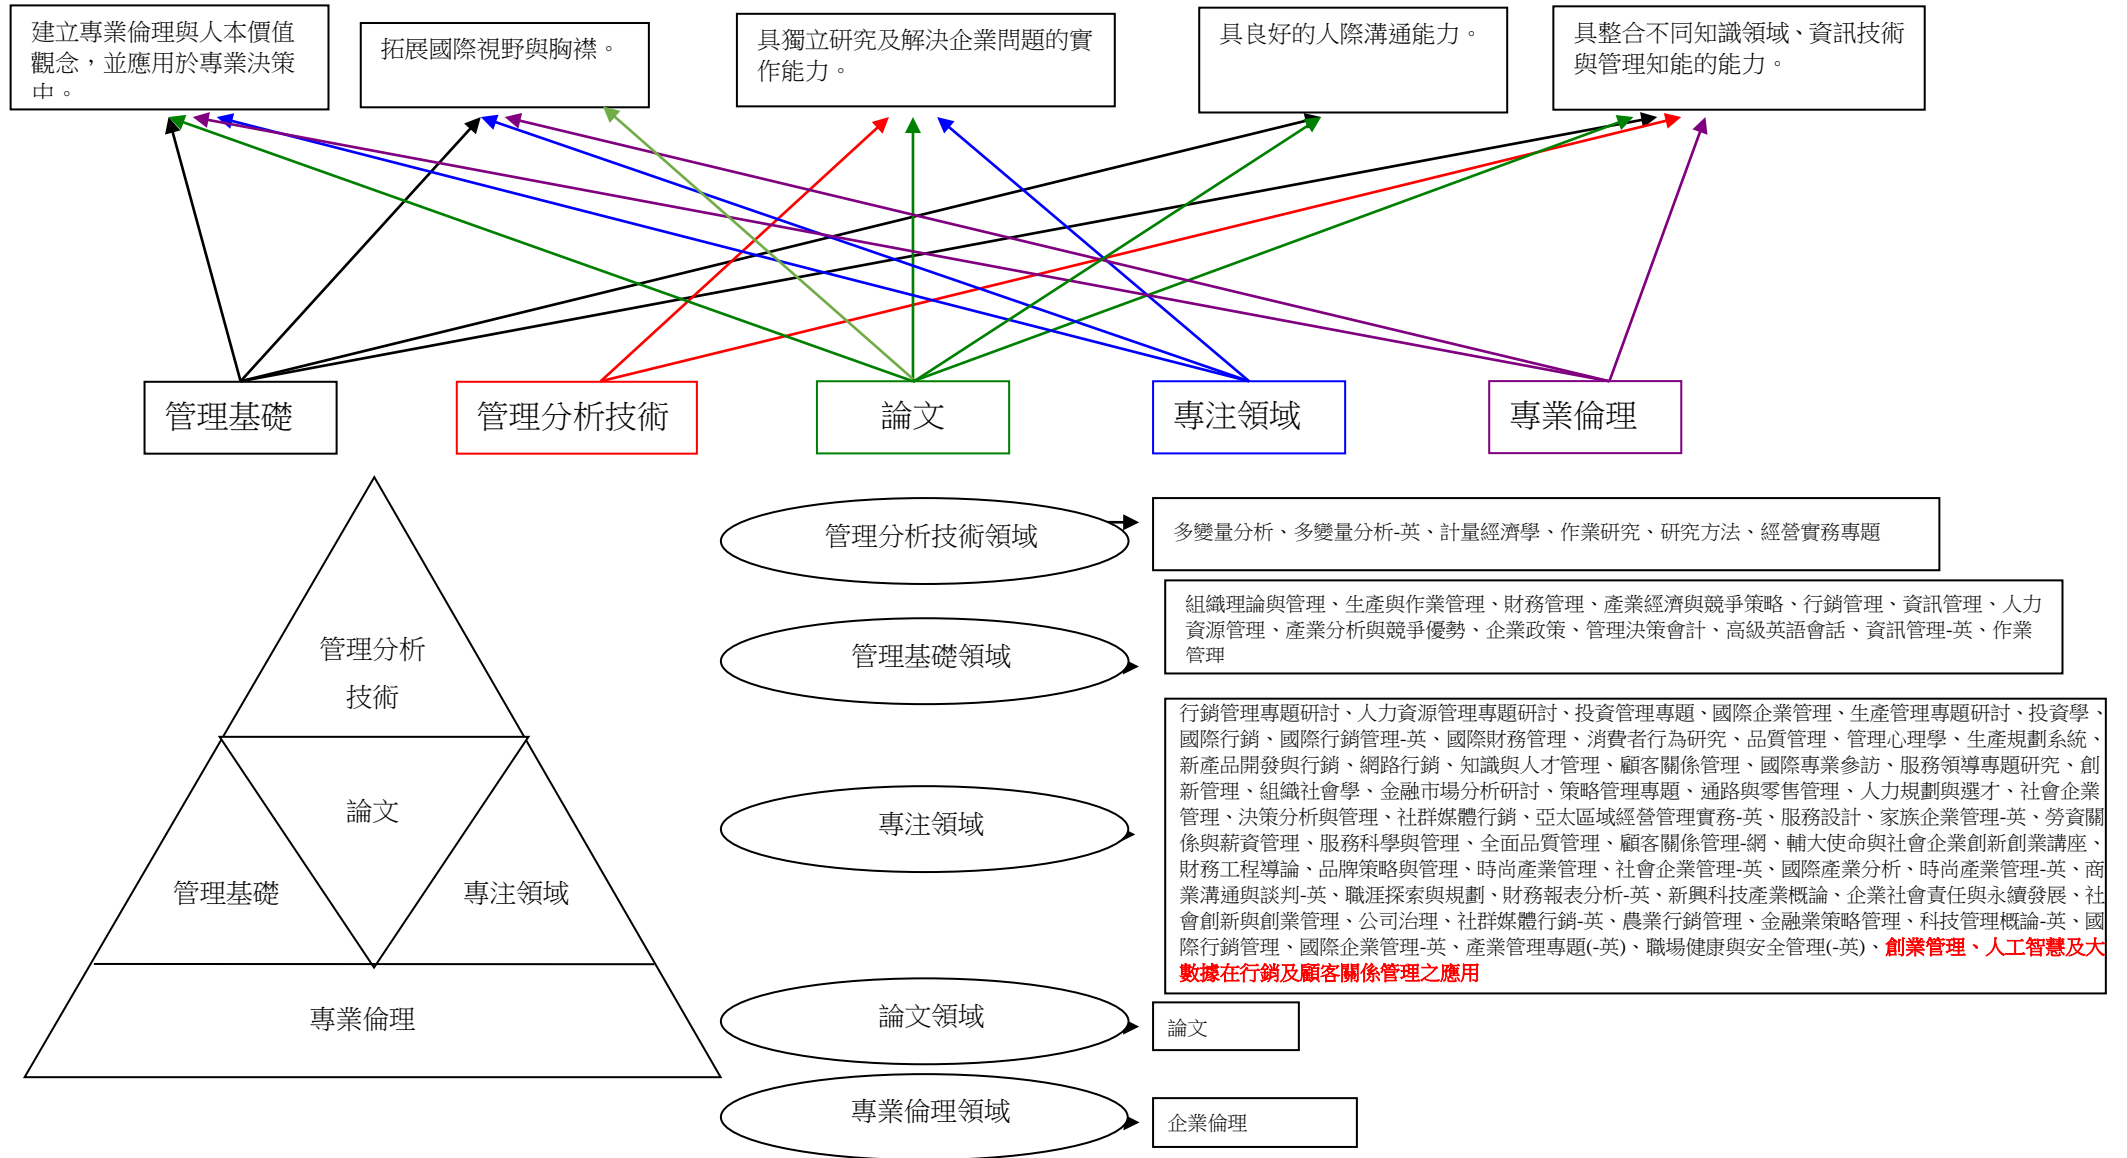 建立專業倫理與人本價值
觀念，並應用於專業決策
中。
拓展國際視野與胸襟。
具獨立研究及解決企業問題的實
作能力。
具良好的人際溝通能力。
具整合不同知識領域、資訊技術
與管理知能的能力。
管理基礎
管理分析技術
論文
專注領域
專業倫理
管理分析
技術
論文
管理基礎
專注領域
專業倫理
管理分析技術領域
多變量分析、多變量分析-英、計量經濟學、作業研究、研究方法、經營實務專題
管理基礎領域
組織理論與管理、生產與作業管理、財務管理、產業經濟與競爭策略、行銷管理、資訊管理、人力
資源管理、產業分析與競爭優勢、企業政策、管理決策會計、高級英語會話、資訊管理-英、作業
管理
專注領域
行銷管理專題研討、人力資源管理專題研討、投資管理專題、國際企業管理、生產管理專題研討、投資學、
國際行銷、國際行銷管理-英、國際財務管理、消費者行為研究、品質管理、管理心理學、生產規劃系統、
新產品開發與行銷、網路行銷、知識與人才管理、顧客關係管理、國際專業參訪、服務領導專題研究、創
新管理、組織社會學、金融市場分析研討、策略管理專題、通路與零售管理、人力規劃與選才、社會企業
管理、決策分析與管理、社群媒體行銷、亞太區域經營管理實務-英、服務設計、家族企業管理-英、勞資關
係與薪資管理、服務科學與管理、全面品質管理、顧客關係管理-網、輔大使命與社會企業創新創業講座、
財務工程導論、品牌策略與管理、時尚產業管理、社會企業管理-英、國際產業分析、時尚產業管理-英、商
業溝通與談判-英、職涯探索與規劃、財務報表分析-英、新興科技產業概論、企業社會責任與永續發展、社
會創新與創業管理、公司治理、社群媒體行銷-英、農業行銷管理、金融業策略管理、科技管理概論-英、國
際行銷管理、國際企業管理-英、產業管理專題(-英)、職場健康與安全管理(-英)、創業管理、人工智慧及大
數據在行銷及顧客關係管理之應用
論文領域
論文
專業倫理領域
企業倫理